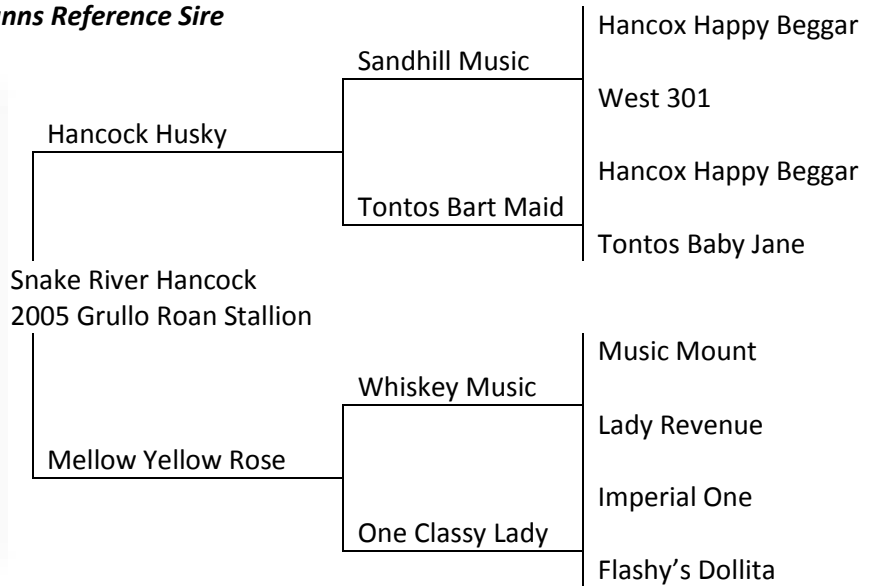 Reference Sire
Hancox Happy Beggar
Sandhill Music
West 301
Hancock Husky
Hancox Happy Beggar
Tontos Bart Maid
Tontos Baby Jane
Snake River Hancock
2005 Grullo Roan Stallion
Music Mount
Whiskey Music
Lady Revenue
Mellow Yellow Rose
Imperial One
One Classy Lady
Flashy’s Dollita